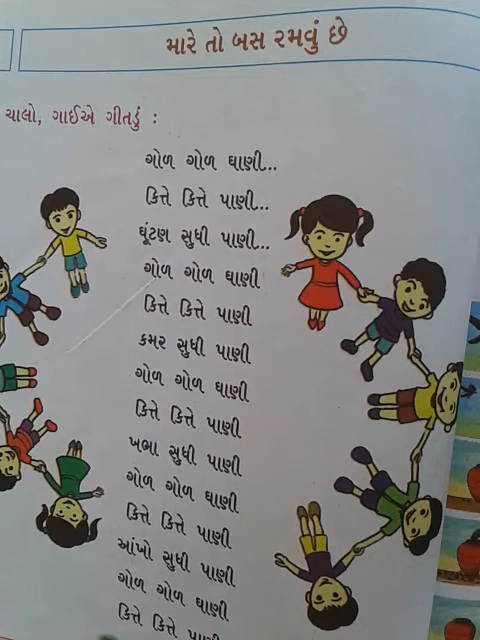 મારે તો બસ રમવું છે
ચાલો, ગાઈએ ગીતડું :
ગોળ ગોળ ઘાણી...
કિત્તે કિત્તે પાણી...
ઘૂંટણ સુધી પાણી...
ગોળ ગોળ ઘાણી
કિત્તે કિત્તે પાણી
કમર સુધી પાણી
ગોળ ગોળ ઘાણી
કિત્તે કિત્તે પાણી
ખભા સુધી પાણી
ગોળ ગોળ ઘાણી
કિત્તે કિત્તે પાણી
આંખો સુધી પાણી
ગોળ ગોળ ઘાણી
કિત્તે કિત્તે પાણી